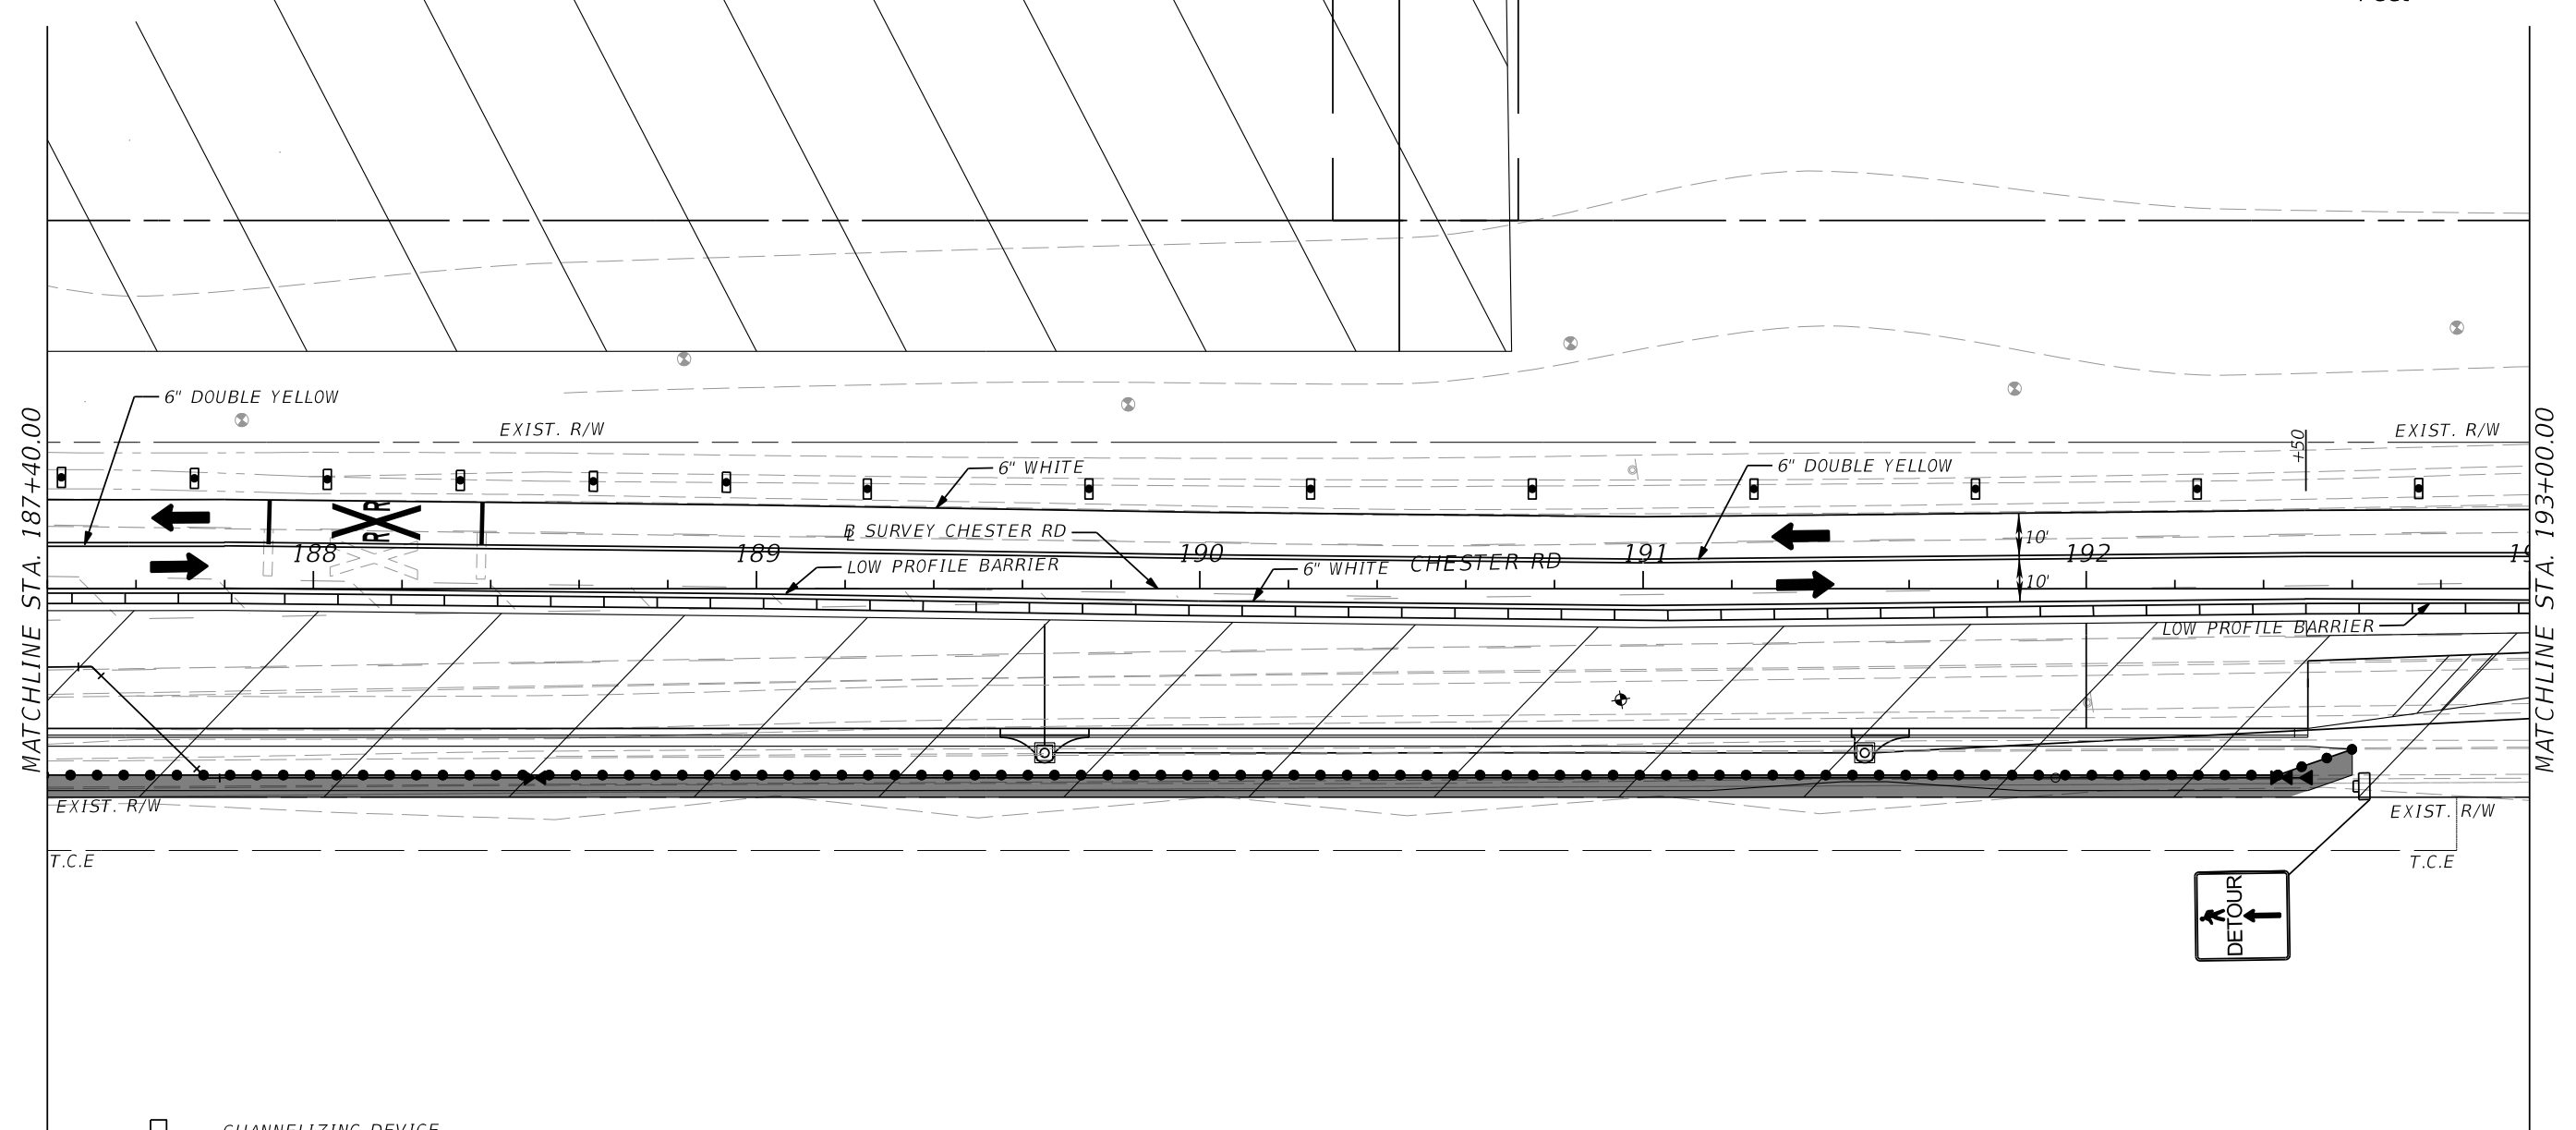 6" DOUBLE YELLOW
EXIST. R/W
6" WHITE
6" DOUBLE YELLOW
+50
EXIST. R/W
MATCHLINE STA. 187+40.00
R R
188
189
℄ SURVEY CHESTER RD
LOW PROFILE BARRIER
190
6" WHITE
CHESTER RD
191
10'
10'
192
LOW PROFILE BARRIER
MATCHLINE STA. 193+00.00
EXIST. R/W
EXIST. R/W
T.C.E
T.C.E
DETOUR
CHANNELIZING DEVICE